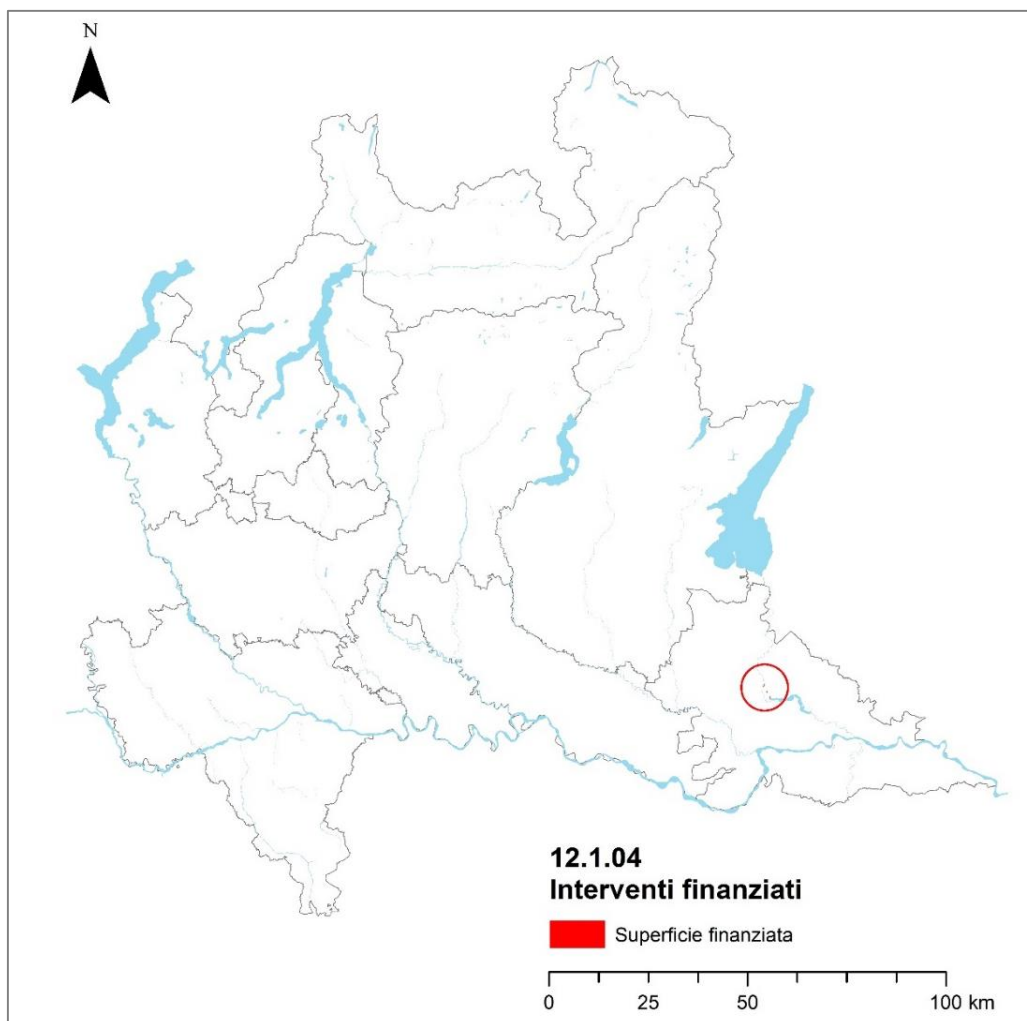 N
12.1.04
Interventi finanziati
Superficie finanziata
0 25 50 100 km